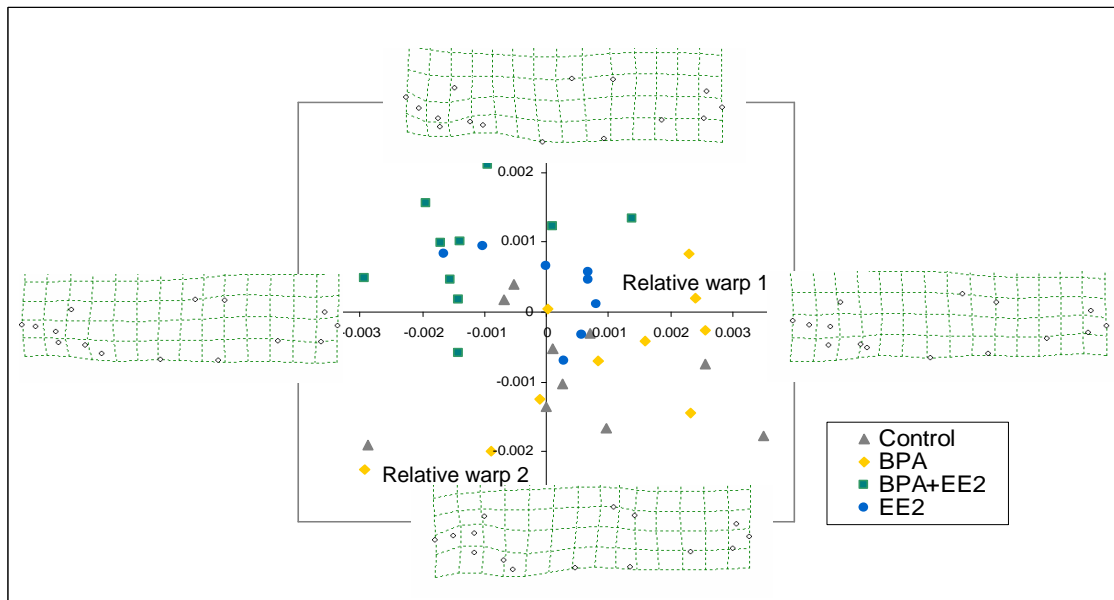 0.002
0.001
Relative warp 1
-0.003
-0.002
-0.001
0
0
0.001
0.002
0.003
-0.001
-0.002
Relative warp 2
Control
BPA
BPA+EE2
EE2